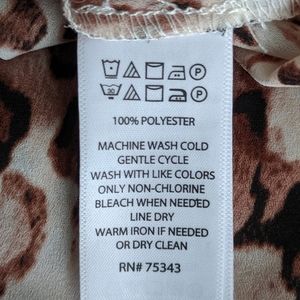 P
30
P
100% POLYESTER
MACHINE WASH COLD
GENTLE CYCLE
WASH WITH LIKE COLORS
ONLY NON-CHLORINE
BLEACH WHEN NEEDED
LINE DRY
WARM IRON IF NEEDED
OR DRY CLEAN
RN# 75343